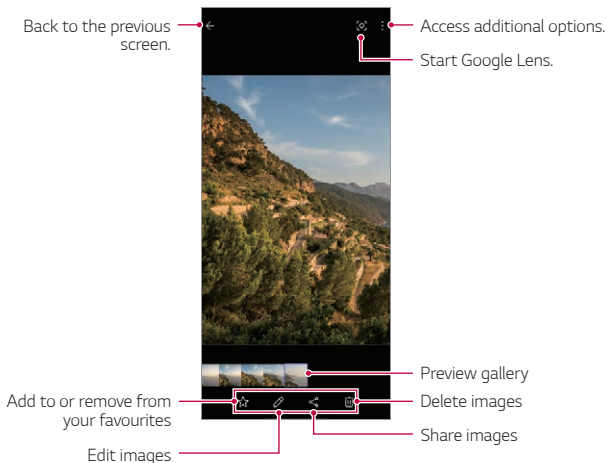 Back to the previous
screen.
Access additional options.
Start Google Lens.
Preview gallery
Add to or remove from
your favourites
Delete images
Share images
Edit images